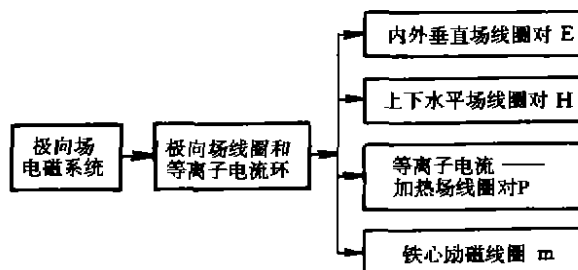 极向场
电磁系统
极向场线圈和
等离子电流环
内外垂直场线圈对 E
上下水平场线圈对 H
等离子电流 ——
加热场线圈对P
铁心励磁线圈 m